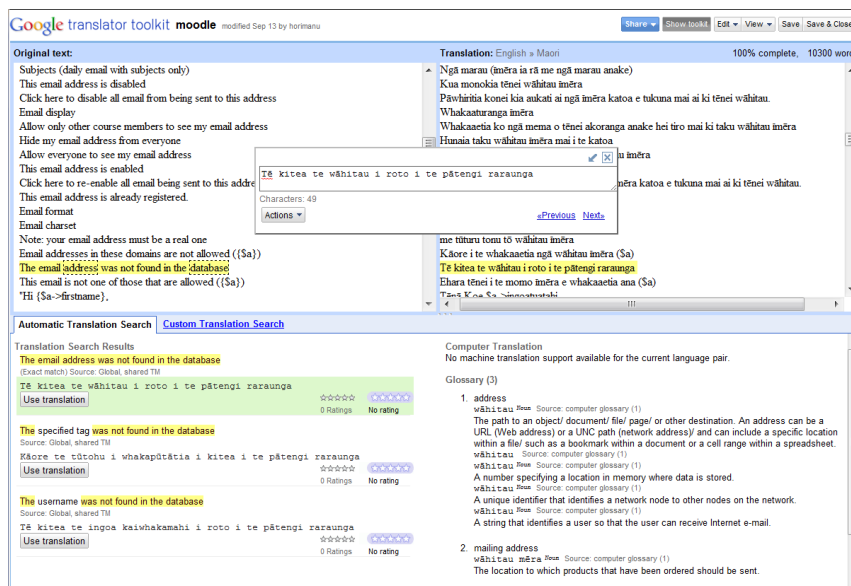 Google translator toolkit moodle modified Sep 13 by horimanu Share Show toolkit Edit View Save Save & Close
Original text:
Subjects (daily email with subjects only)
This email address is disabled
Click here to disable all email from being sent to this address
Email display
Allow only other course members to see my email address
Hide my email address from everyone
Allow everyone to see my email address
This email address is enabled
Click here to re-enable all email being sent to this addre
This email address is already registered.
Email format
Email charset
Note: your email address must be a real one
Email addresses in these domains are not allowed ({$a})
The email address was not found in the database
This email is not one of those that are allowed ({$a})
"Hi {$a->firstname},
Translation: English » Maori 100% complete, 10300 wor
Ngā marau (imēra ia rā me ngā marau anake)
Kua monokia tēnei wāhitau īmēra
Pāwhiritia konei kia aukati ai ngā īmēra katoa e tukuna mai ai ki tēnei wāhitau.
Whakaaturanga īmēra
Whakaaetia ko ngā mema o tēnei akoranga anake hei tiro mai ki taku wāhitau īmēra
Hunaia taku wāhitau īmēra mai i te katoa
u īmēra
nēra katoa e tukuna mai ai ki tēnei wāhitau.
me tūturu tonu tō wāhitau īmēra
Kāore i te whakaaetia ngā wāhitau īmēra ($a)
Tē kitea te wāhitau i roto i te pātengi raraunga
Ehara tēnei i te momo īmēra e whakaaetia ana ($a)
Tēnā Koe $a->ingoatuatahi
Tē kitea te wāhitau i roto i te pātengi raraunga
Characters: 49
Actions «Previous Next»
Automatic Translation Search Custom Translation Search
Translation Search Results
The email address was not found in the database
(Exact match) Source: Global, shared TM
Tē kitea te wāhitau i roto i te pātengi raraunga
Use translation
0 Ratings No rating
The specified tag was not found in the database
Source: Global, shared TM
Kāore te tūtohu i whakapūtātia i kitea i te pātengi raraunga
Use translation
0 Ratings No rating
The username was not found in the database
Source: Global, shared TM
Tē kitea te ingoa kaiwhakamahi i roto i te pātengi raraunga
Use translation
0 Ratings No rating
Computer Translation
No machine translation support available for the current language pair.
Glossary (3)
1. address
wāhitau Noun Source: computer glossary (1)
The path to an object/ document/ file/ page/ or other destination. An address can be a
URL (Web address) or a UNC path (network address)/ and can include a specific location
within a file/ such as a bookmark within a document or a cell range within a spreadsheet.
wāhitau Source: computer glossary (1)
wāhitau Noun Source: computer glossary (1)
A number specifying a location in memory where data is stored.
wāhitau Noun Source: computer glossary (1)
A unique identifier that identifies a network node to other nodes on the network.
wāhitau Noun Source: computer glossary (1)
A string that identifies a user so that the user can receive Internet e-mail.
2. mailing address
wāhitau mēra Noun Source: computer glossary (1)
The location to which products that have been ordered should be sent.